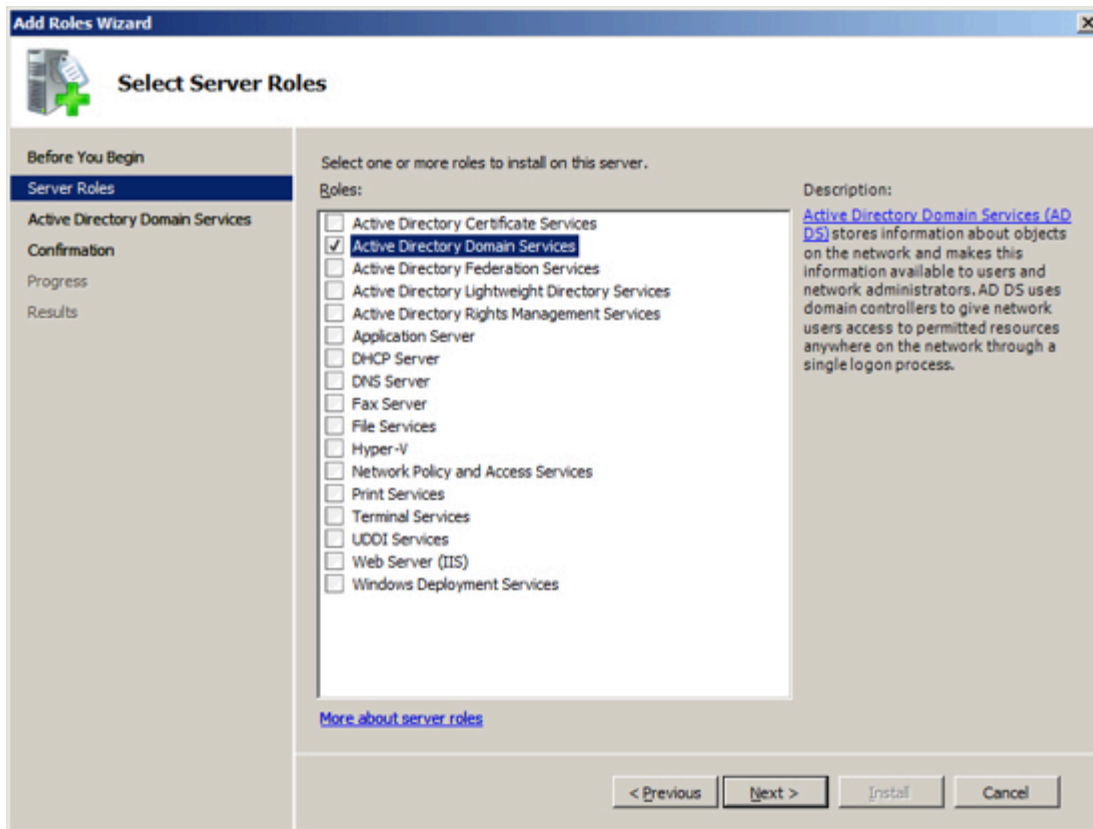 Add Roles Wizard
Select Server Roles
Before You Begin
Server Roles
Active Directory Domain Services
Confirmation
Progress
Results
Select one or more roles to install on this server.
Roles:
Active Directory Certificate Services
Active Directory Domain Services
Active Directory Federation Services
Active Directory Lightweight Directory Services
Active Directory Rights Management Services
Application Server
DHCP Server
DNS Server
Fax Server
File Services
Hyper-V
Network Policy and Access Services
Print Services
Terminal Services
UDDI Services
Web Server (IIS)
Windows Deployment Services
More about server roles
Description:
Active Directory Domain Services (AD
DS) stores information about objects
on the network and makes this
information available to users and
network administrators. AD DS uses
domain controllers to give network
users access to permitted resources
anywhere on the network through a
single logon process.
< Previous
Next >
Install
Cancel